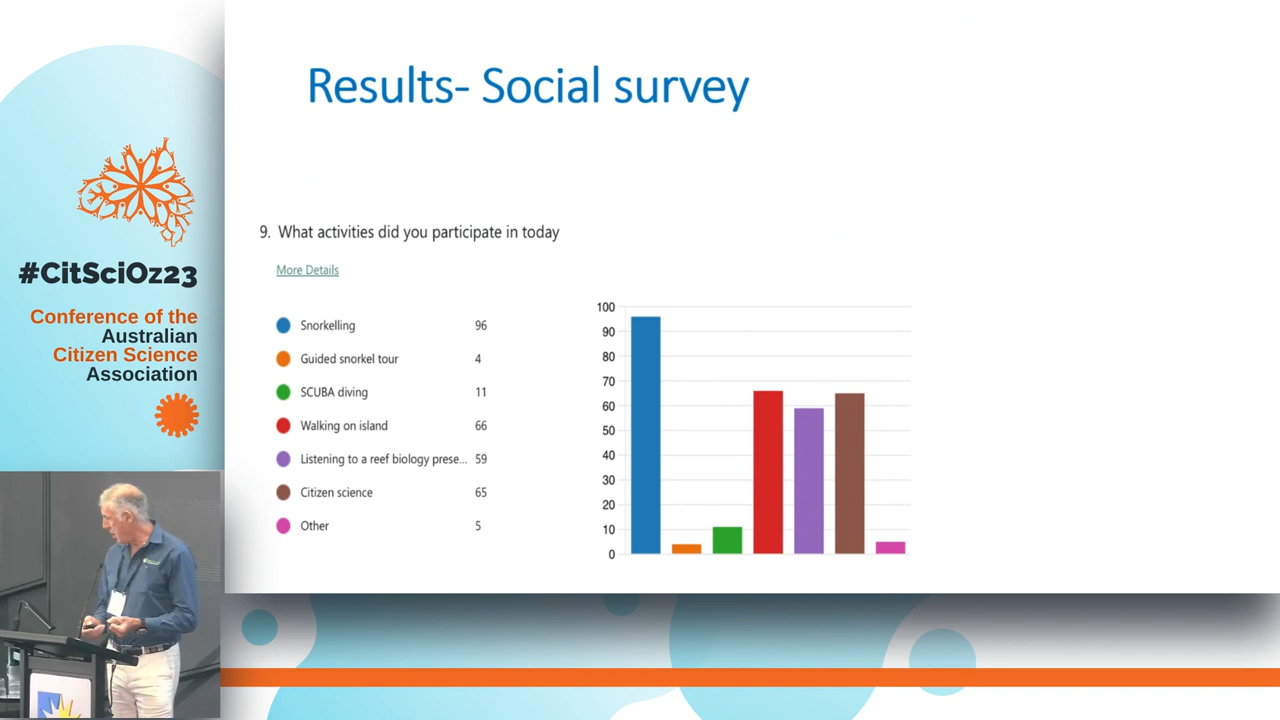 Results- Social survey
#CitSciOz23
Conference of the
Australian
Citizen Science
Association
9. What activities did you participate in today
More Details
Snorkelling 96
Guided snorkel tour 4
SCUBA diving 11
Walking on island 66
Listening to a reef biology prese... 59
Citizen science 65
Other 5
100
90
80
70
60
50
40
30
20
10
0